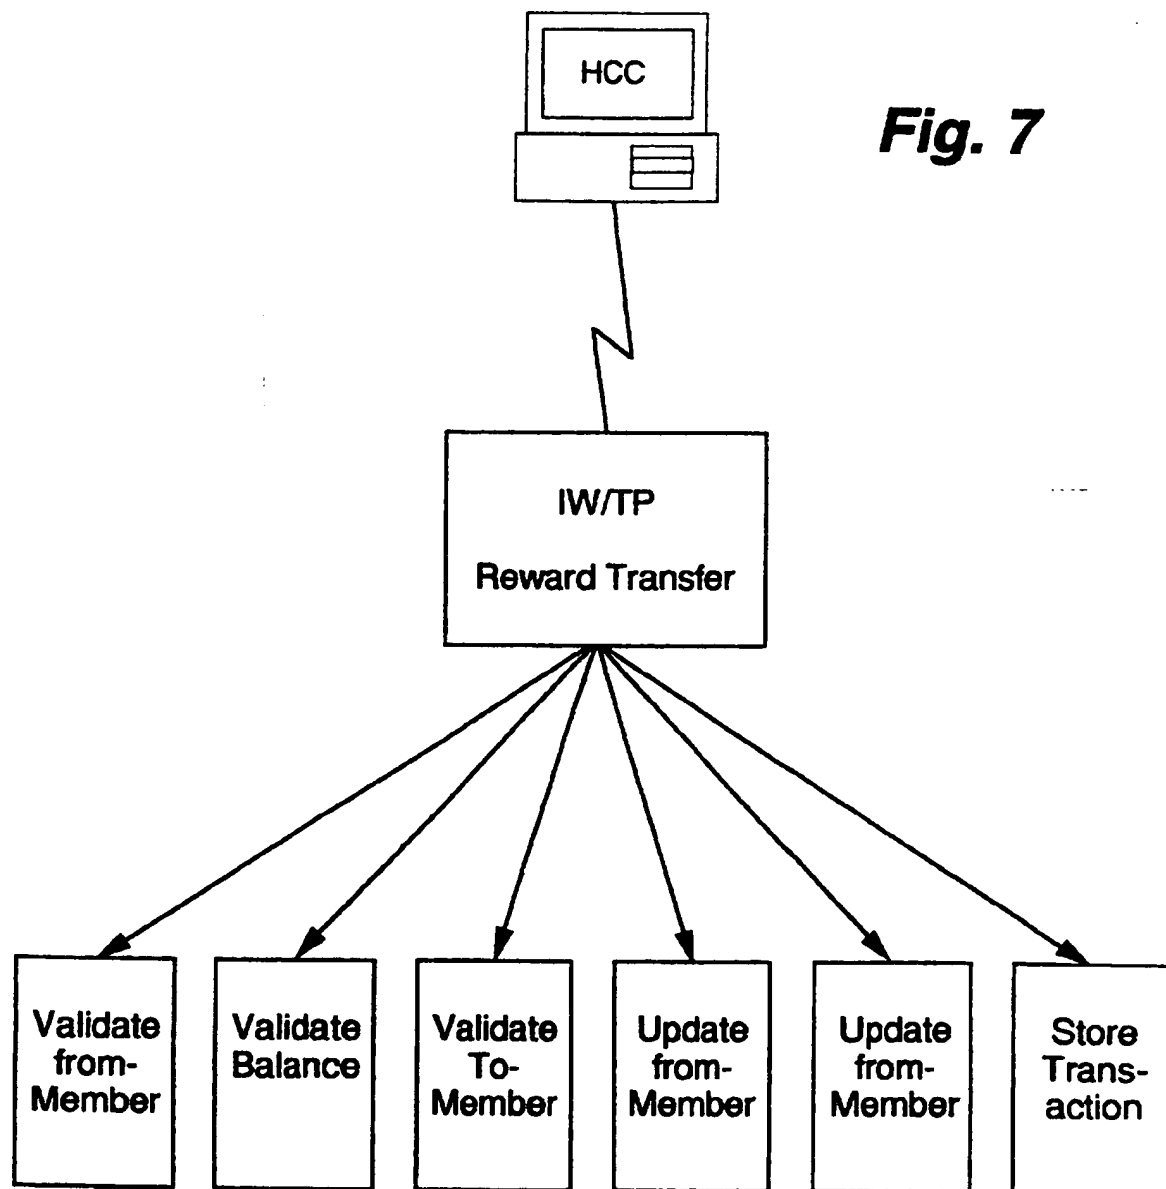 HCC
Fig. 7
IW/TP
Reward Transfer
Validate
from-
Member
Validate
Balance
Validate
To-
Member
Update
from-
Member
Update
from-
Member
Store
Trans-
action